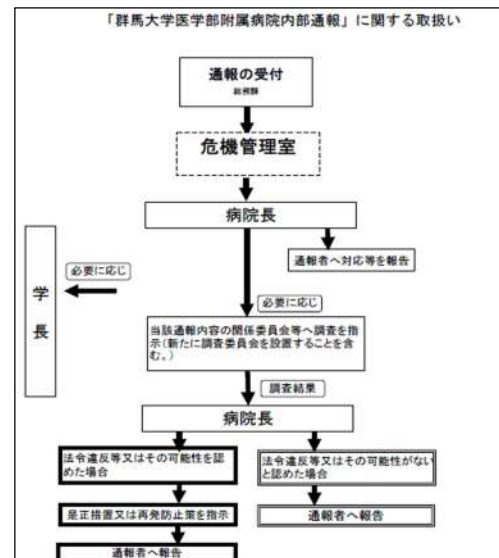 「群馬大学医学部附属病院内部通報」に関する取扱い
通報の受付
総務課
危機管理室
病院長
通報者へ対応等を報告
必要に応じ
学
長
必要に応じ
当該通報内容の関係委員会等へ調査を指
示（新たに調査委員会を設置することを含
む。）
調査結果
病院長
法令違反等又はその可能性を認
めた場合
法令違反等又はその可能性がない
と認めた場合
是正措置又は再発防止策を指示
通報者へ報告
通報者へ報告